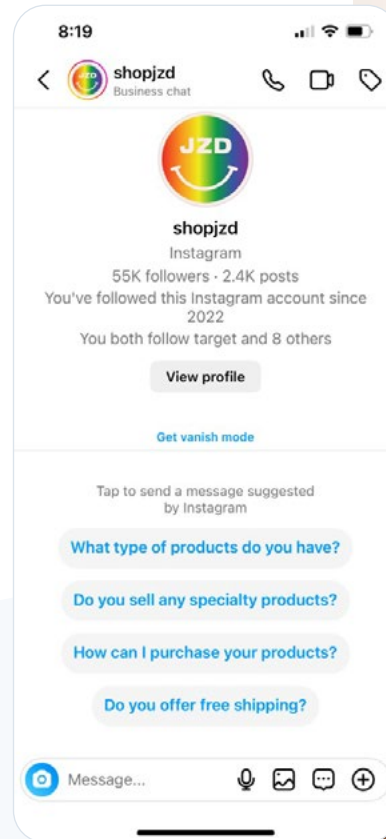 8:19
shopjzd
Business chat
JZD
JZD
shopjzd
Instagram
55K followers · 2.4K posts
You've followed this Instagram account since
2022
You both follow target and 8 others
View profile
Get vanish mode
Tap to send a message suggested
by Instagram
What type of products do you have?
Do you sell any specialty products?
How can I purchase your products?
Do you offer free shipping?
Message...